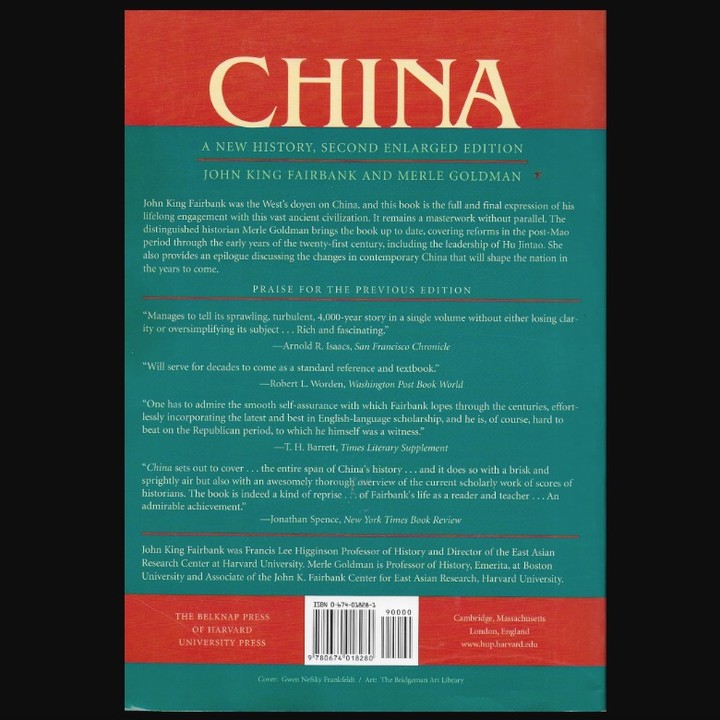 CHINA
A NEW HISTORY, SECOND ENLARGED EDITION
JOHN KING FAIRBANK AND MERLE GOLDMAN
John King Fairbank was the West's doyen on China, and this book is the full and final expression of his
lifelong engagement with this vast ancient civilization. It remains a masterwork without parallel. The
distinguished historian Merle Goldman brings the book up to date, covering reforms in the post-Mao
period through the early years of the twenty-first century, including the leadership of Hu Jintao. She
also provides an epilogue discussing the changes in contemporary China that will shape the nation in
the years to come.
PRAISE FOR THE PREVIOUS EDITION
“Manages to tell its sprawling, turbulent, 4,000-year story in a single volume without either losing clar-
ity or oversimplifying its subject . . . Rich and fascinating.”
—Arnold R. Isaacs, San Francisco Chronicle
“Will serve for decades to come as a standard reference and textbook.”
—Robert L. Worden, Washington Post Book World
“One has to admire the smooth self-assurance with which Fairbank lopes through the centuries, effort-
lessly incorporating the latest and best in English-language scholarship, and he is, of course, hard to
beat on the Republican period, to which he himself was a witness.”
—T. H. Barrett, Times Literary Supplement
“China sets out to cover . . . the entire span of China's history . . . and it does so with a brisk and
sprightly air but also with an awesomely thorough overview of the current scholarly work of scores of
historians. The book is indeed a kind of reprise . . . of Fairbank's life as a reader and teacher . . . An
admirable achievement.”
—Jonathan Spence, New York Times Book Review
John King Fairbank was Francis Lee Higginson Professor of History and Director of the East Asian
Research Center at Harvard University. Merle Goldman is Professor of History, Emerita, at Boston
University and Associate of the John K. Fairbank Center for East Asian Research, Harvard University.
THE BELKNAP PRESS
OF HARVARD
UNIVERSITY PRESS
ISBN 0-674-01828-1
90000
9 780674 018280
Cambridge, Massachusetts
London, England
www.hup.harvard.edu
Cover: Gwen Nefsky Frankfeldt / Art: The Bridgeman Art Library